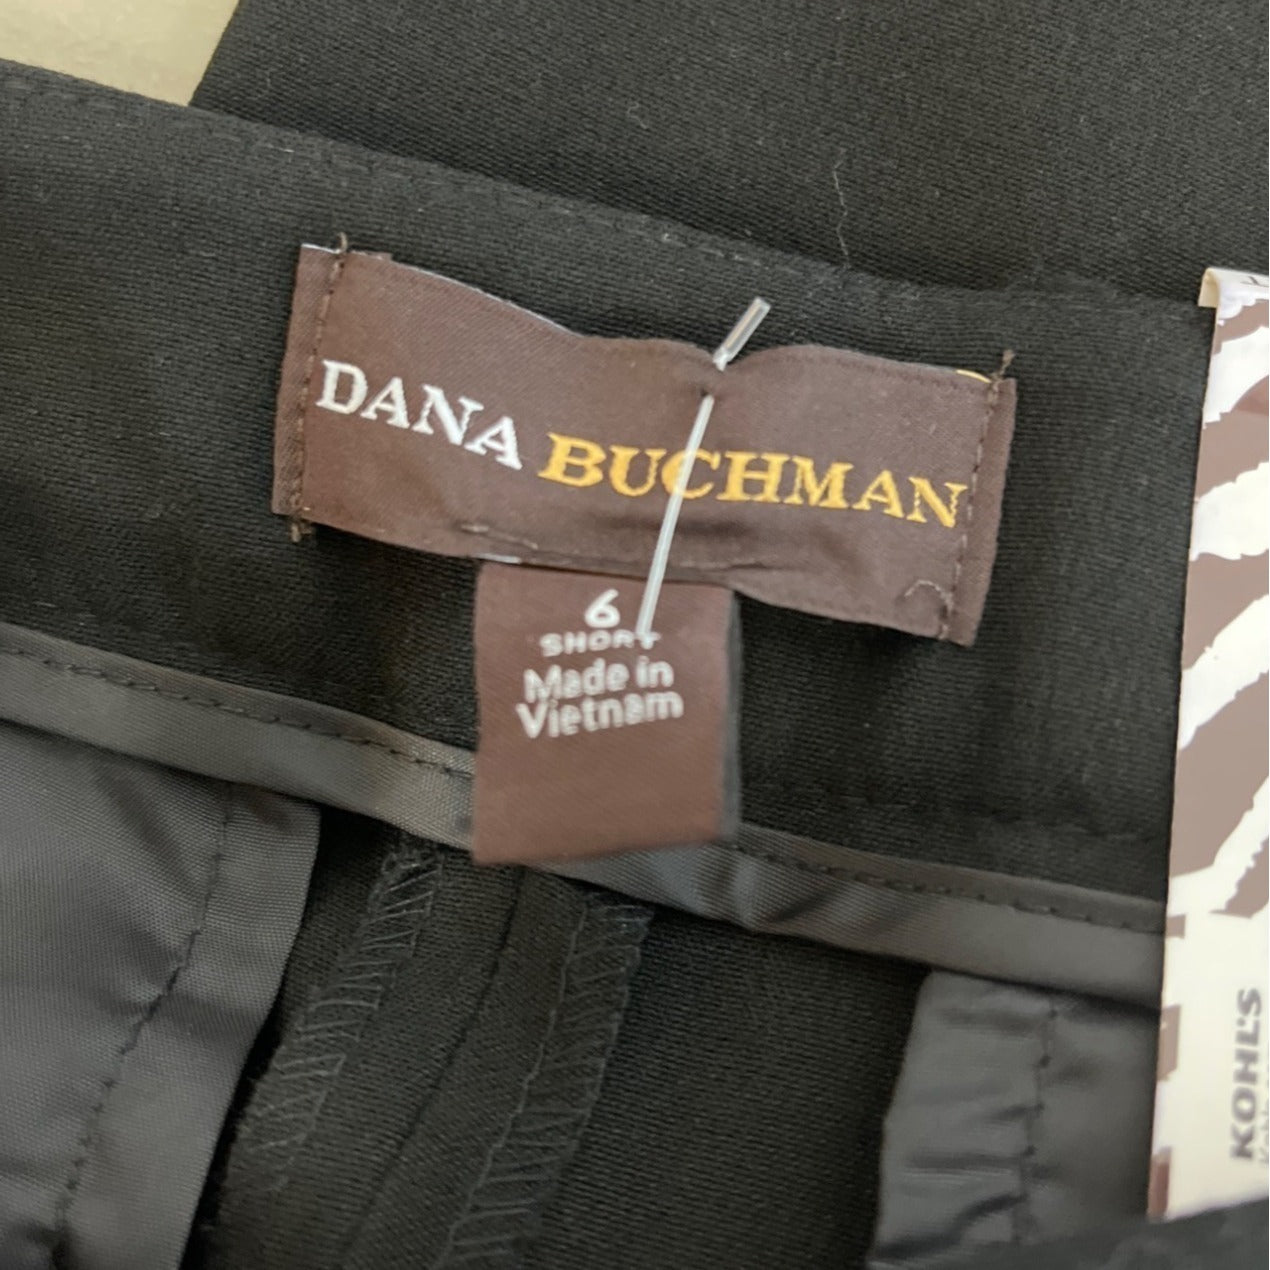 DANA BUCHMAN
6
SHORT
Made in
Vietnam
KOHL'S